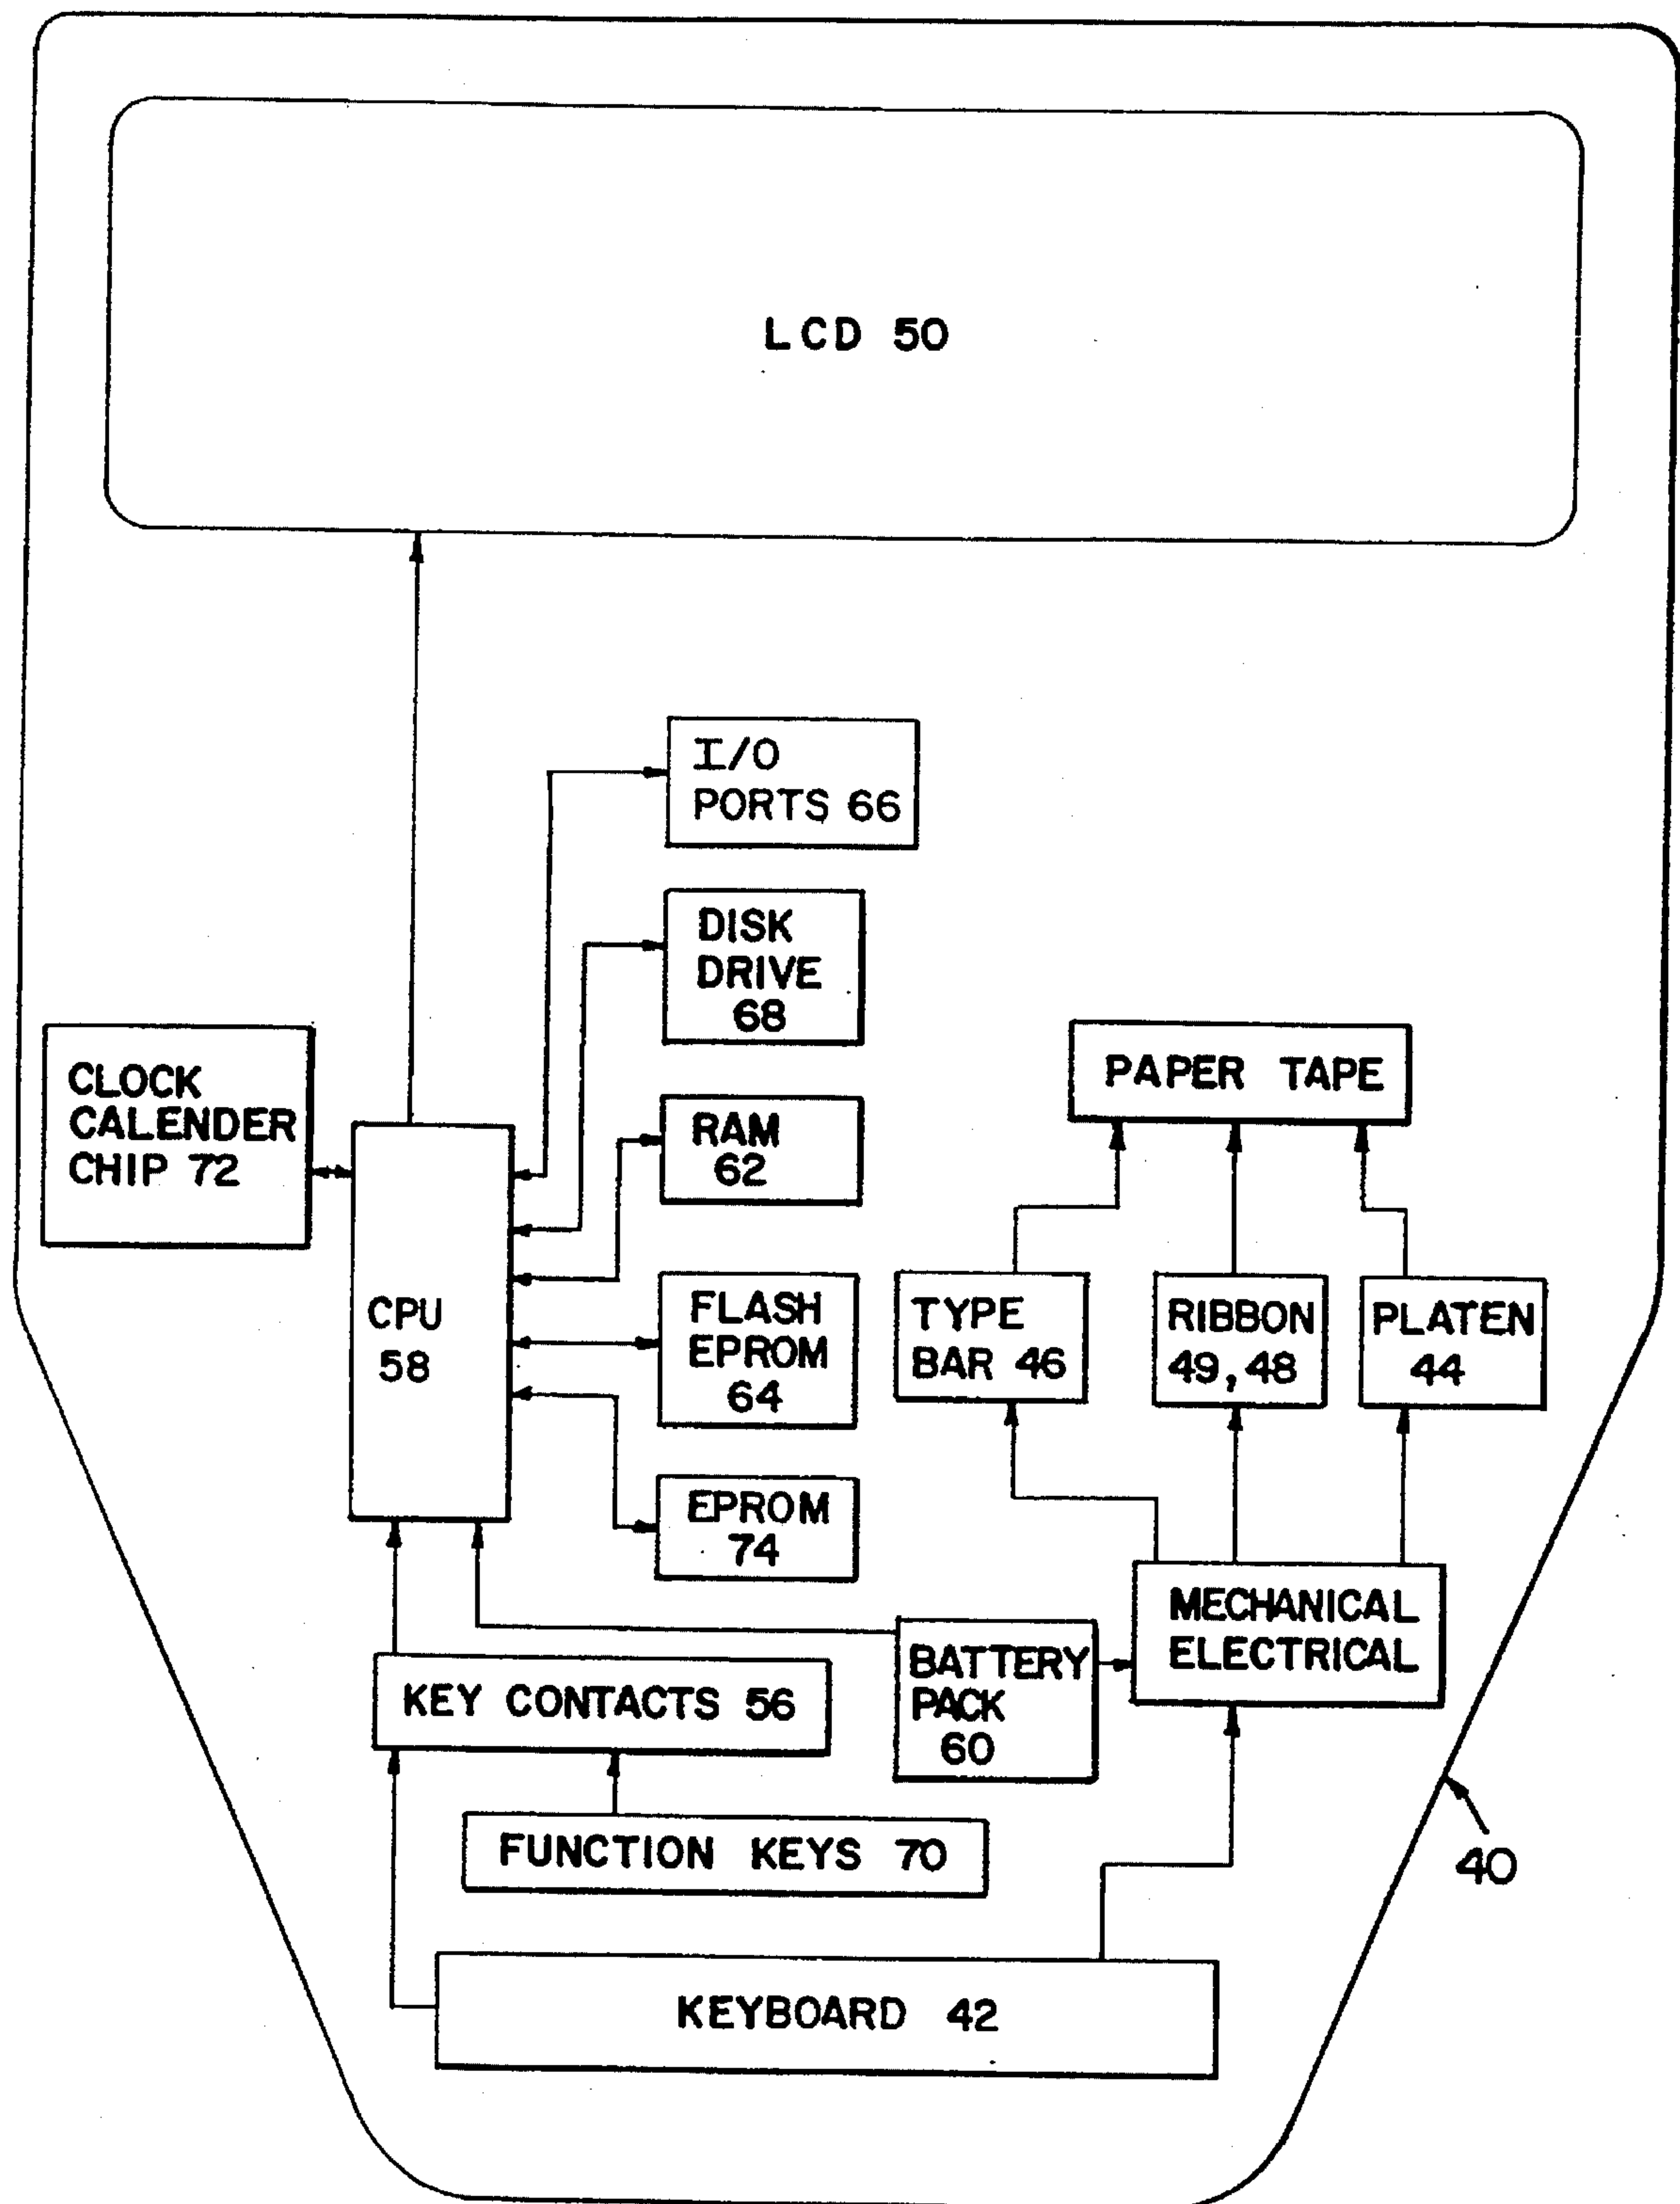 LCD 50
I/O
PORTS 66
DISK
DRIVE
68
CLOCK
CALENDER
CHIP 72
PAPER TAPE
RAM
62
CPU
58
FLASH
EPROM
64
TYPE
BAR 46
RIBBON
49, 48
PLATEN
44
EPROM
74
MECHANICAL
ELECTRICAL
BATTERY
PACK
60
KEY CONTACTS 56
FUNCTION KEYS 70
40
KEYBOARD 42